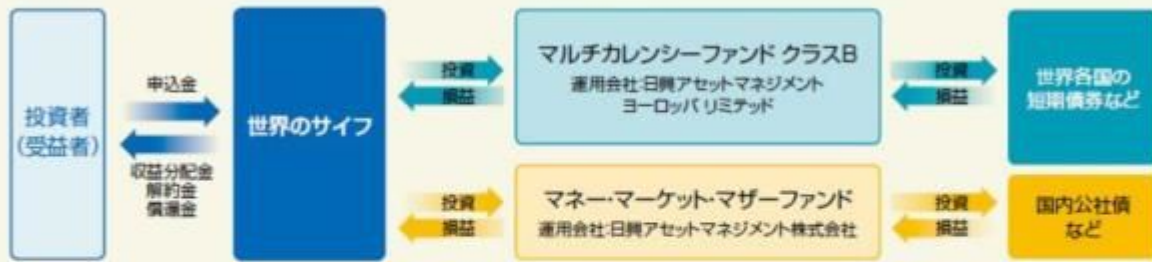 投資者
(受益者)
申込金
収益分配金
解約金
償還金
世界のサイフ
投資
損益
マルチカレンシーファンド クラスB
運用会社:日興アセットマネジメント
ヨーロッパ リミテッド
投資
損益
世界各国の
短期債券など
投資
損益
マネー・マーケット・マザーファンド
運用会社:日興アセットマネジメント株式会社
投資
損益
国内公社債
など